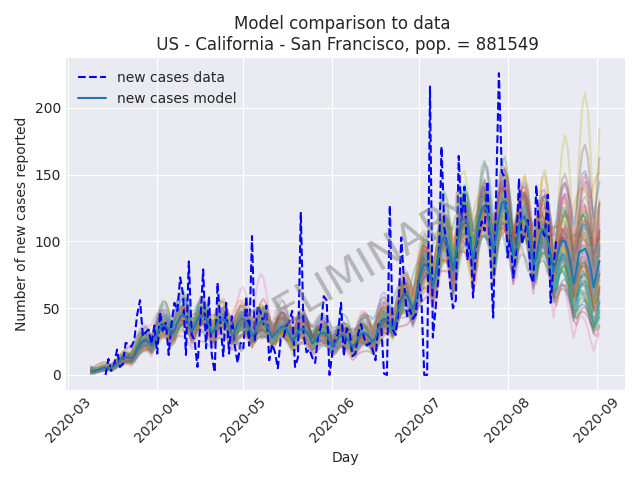 Model comparison to data
US - California - San Francisco, pop. = 881549
new cases data
new cases model
Number of new cases reported
200
150
100
50
0
PRELIMINARY
2020-03
2020-04
2020-05
2020-06
2020-07
2020-08
2020-09
Day